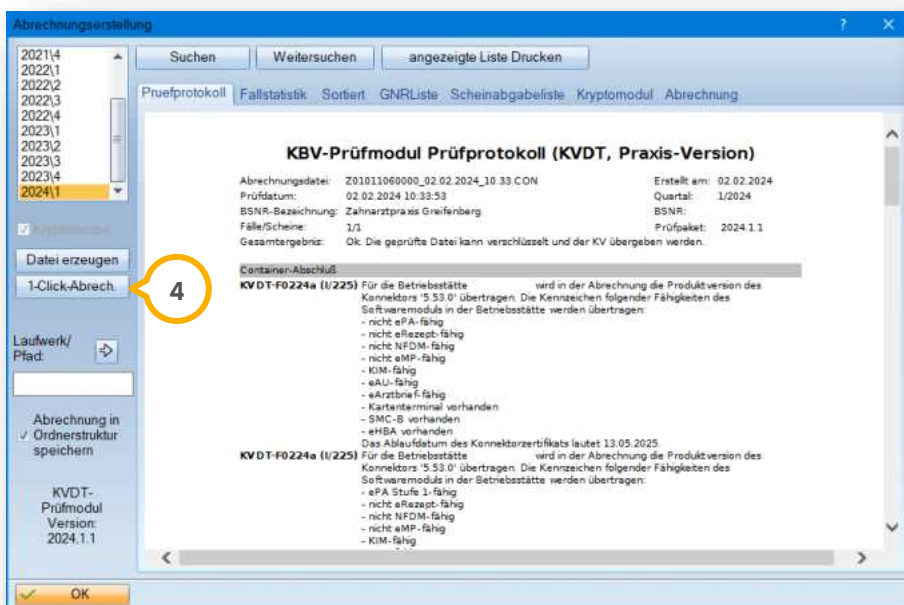 Abrechnungserstellung
?
2021\4
2022\1
2022\2
2022\3
2022\4
2023\1
2023\2
2023\3
2023\4
2024\1
Kryptomodul
Datei erzeugen
1-Click-Abrech.
4
Laufwerk/
Pfad:
Abrechnung in
Ordnerstruktur
speichern
KVDT-
Prüfmodul
Version:
2024.1.1
OK
Suchen
Weitersuchen
angezeigte Liste Drucken
Pruefprotokoll Fallstatistik Sortiert GNRListe Scheinabgabeliste Kryptomodul Abrechnung
KBV-Prüfmodul Prüfprotokoll (KVDT, Praxis-Version)
Abrechnungsdatei: Z01011060000_02.02.2024_10.33.CON Erstellt am: 02.02.2024
Prüfdatum: 02.02.2024 10:33:53 Quartal: 1/2024
BSNR-Bezeichnung: Zahnarztpraxis Greifenberg BSNR:
Fälle/Scheine: 1/1 Prüfpaket: 2024.1.1
Gesamtergebnis: Ok. Die geprüfte Datei kann verschlüsselt und der KV übergeben werden.
Container-Abschluß
KVDT-F0224a (I/225) Für die Betriebsstätte wird in der Abrechnung die Produktversion des
Konnektors '5.53.0' übertragen. Die Kennzeichen folgender Fähigkeiten des
Softwaremoduls in der Betriebsstätte werden übertragen:
- nicht ePA-fähig
- nicht eRezept-fähig
- nicht NFDM-fähig
- nicht eMP-fähig
- KIM-fähig
- eAU-fähig
- eArztbrief-fähig
- Kartenterminal vorhanden
- SMC-B vorhanden
- eHBA vorhanden
Das Ablaufdatum des Konnektorzertifikats lautet 13.05.2025.
KVDT-F0224a (I/225) Für die Betriebsstätte wird in der Abrechnung die Produktversion des
Konnektors '5.53.0' übertragen. Die Kennzeichen folgender Fähigkeiten des
Softwaremoduls in der Betriebsstätte werden übertragen:
- ePA Stufe 1-fähig
- nicht eRezept-fähig
- nicht NFDM-fähig
- nicht eMP-fähig
- KIM-fähig